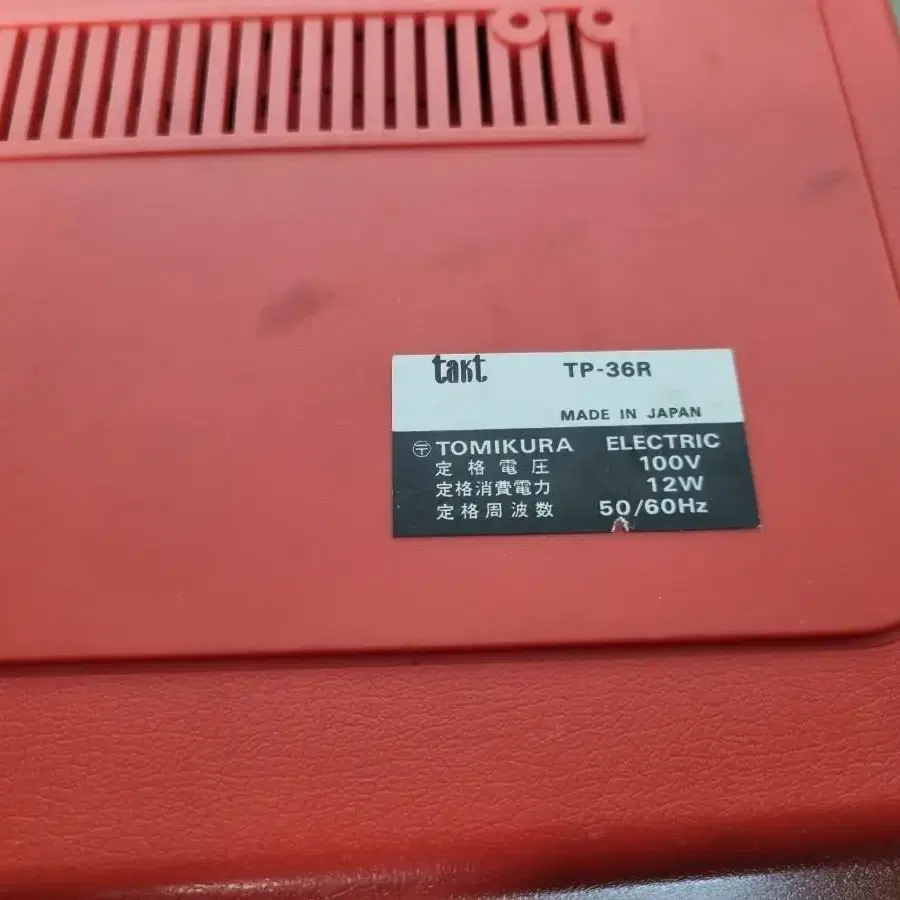 takt TP-36R
MADE IN JAPAN
〶 TOMIKURA ELECTRIC
定格電圧 100V
定格消費電力 12W
定格周波数 50/60Hz